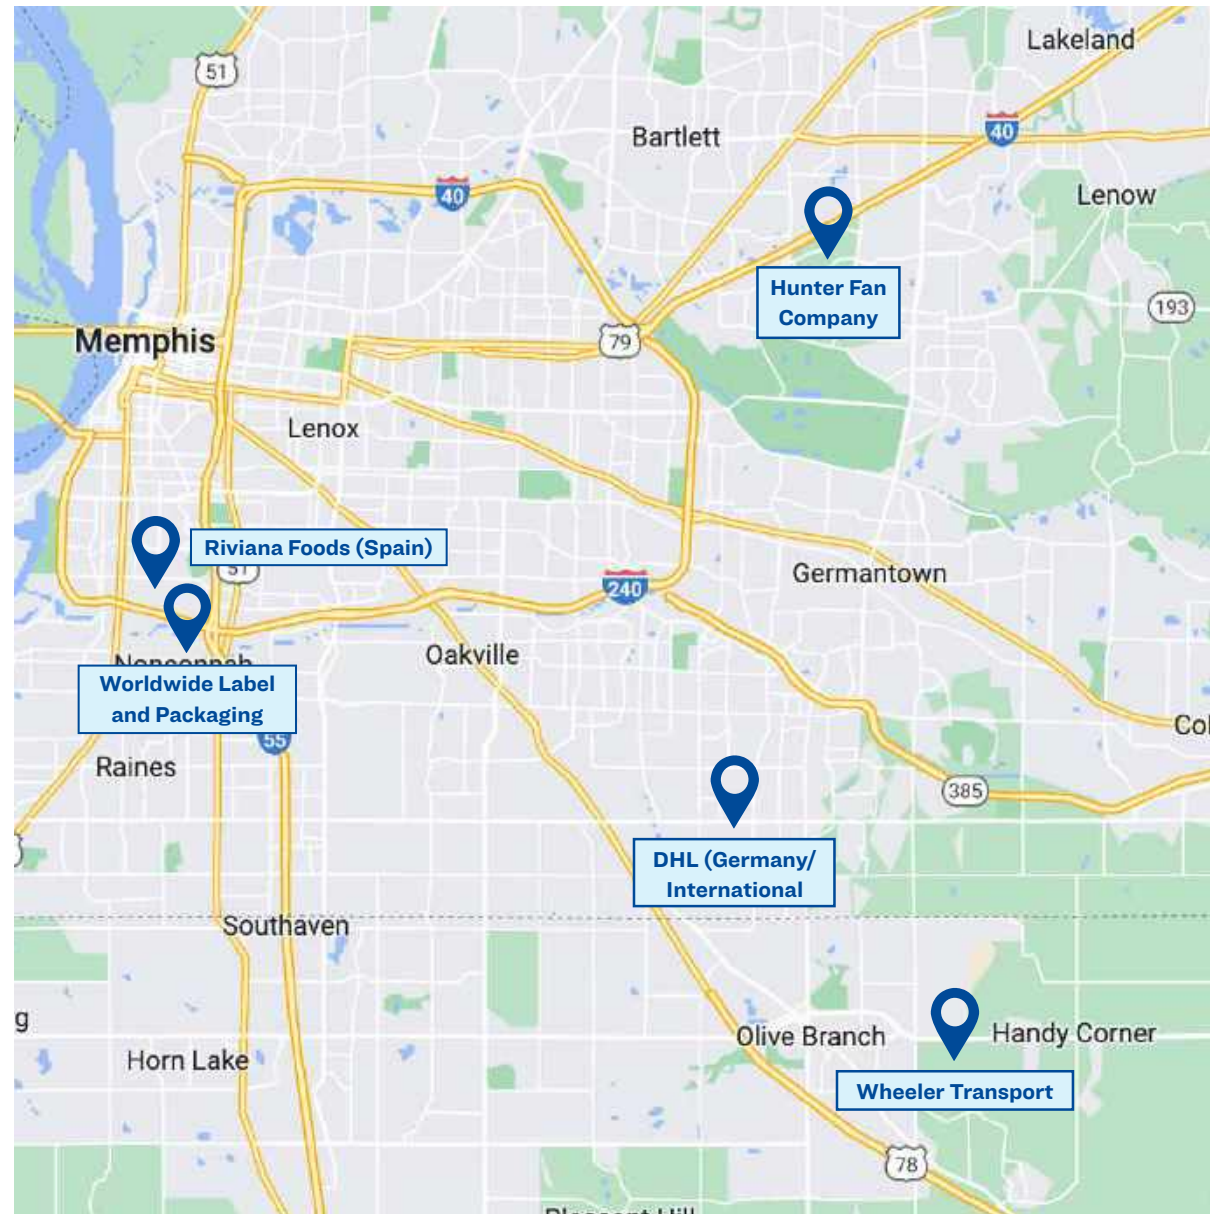 Lakeland
51
40
Bartlett
40
Lenow
Hunter Fan
Company
193
Memphis
79
Lenox
Riviana Foods (Spain)
51
Germantown
240
Oakville
Worldwide Label
and Packaging
55
Raines
Col
385
DHL (Germany/
International
Southaven
g
Olive Branch
Handy Corner
Horn Lake
Wheeler Transport
78